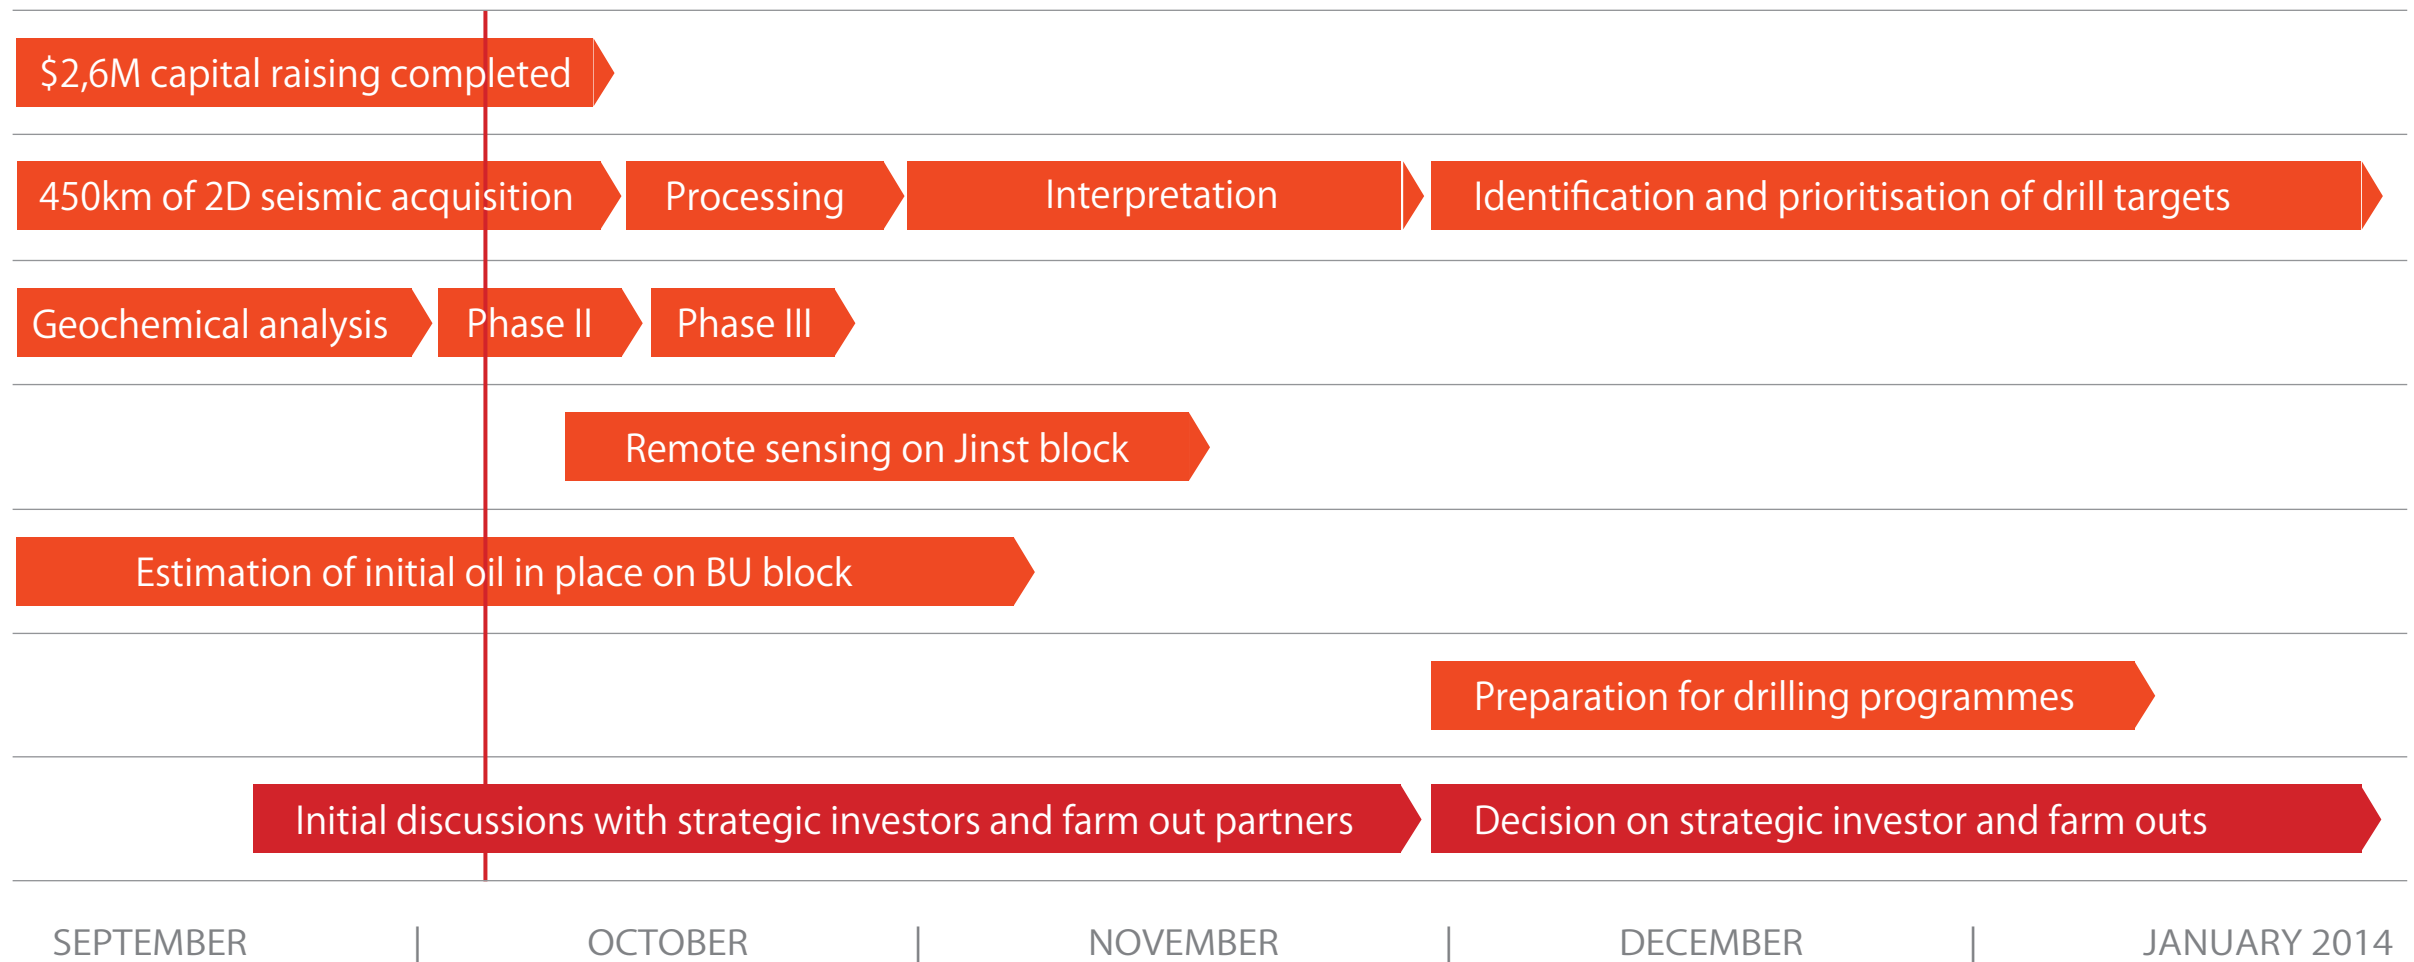 $2,6M capital raising completed
450km of 2D seismic acquisition
Processing
Interpretation
Identification and prioritisation of drill targets
Geochemical analysis
Phase II
Phase III
Remote sensing on Jinst block
Estimation of initial oil in place on BU block
Preparation for drilling programmes
Initial discussions with strategic investors and farm out partners
Decision on strategic investor and farm outs
SEPTEMBER | OCTOBER | NOVEMBER | DECEMBER | JANUARY 2014